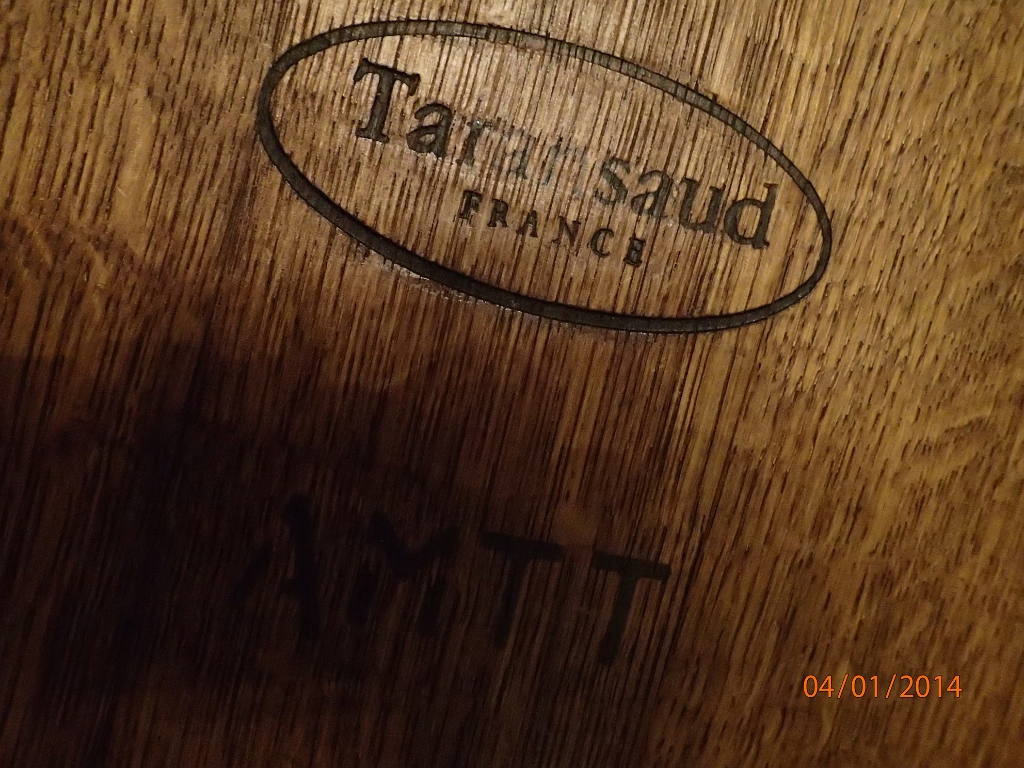 Taransaud
FRANCE
AMTT
04/01/2014